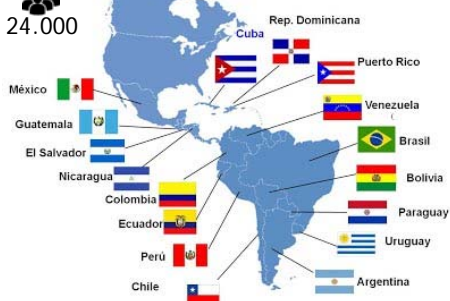 24.000
Rep. Dominicana
Cuba
Puerto Rico
México
Venezuela
Guatemala
Brasil
El Salvador
Nicaragua
Bolivia
Colombia
Paraguay
Ecuador
Uruguay
Perú
Chile
Argentina